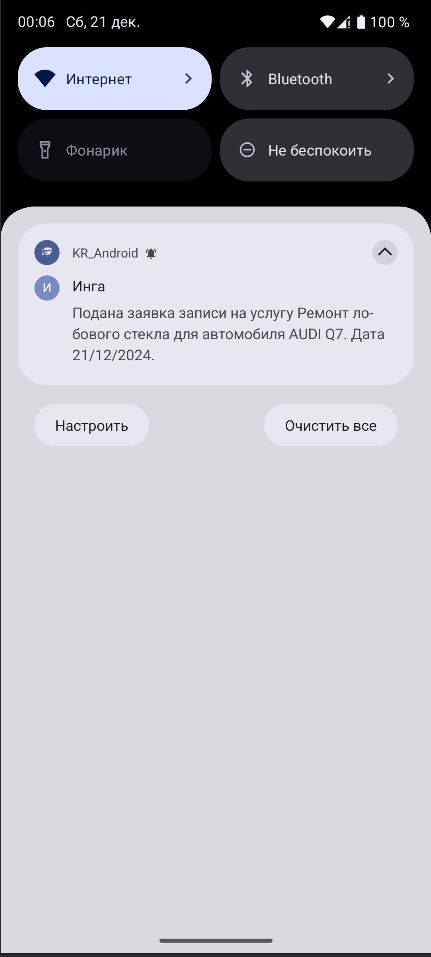 00:06 Сб, 21 дек. 100 %
Интернет
Bluetooth
Фонарик
Не беспокоить
KR_Android
И
Инга
Подана заявка записи на услугу Ремонт ло-
бового стекла для автомобиля AUDI Q7. Дата
21/12/2024.
Настроить
Очистить все